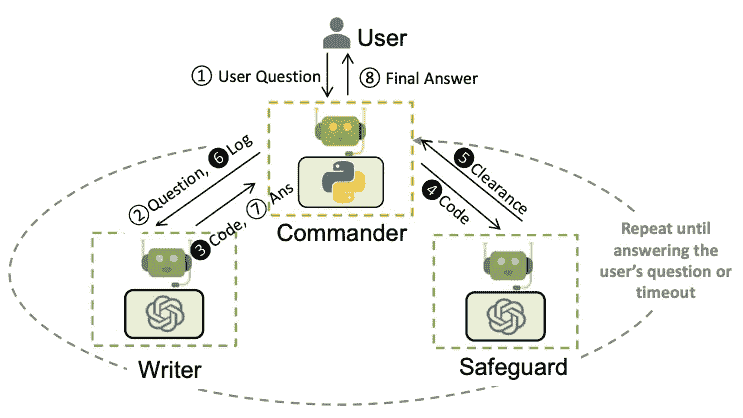 User
① User Question
⑧ Final Answer
② Question, ❻ Log
❸ Code, ⑦ Ans
❹ Code
❺ Clearance
Commander
Repeat until
answering the
user's question or
timeout
Writer
Safeguard